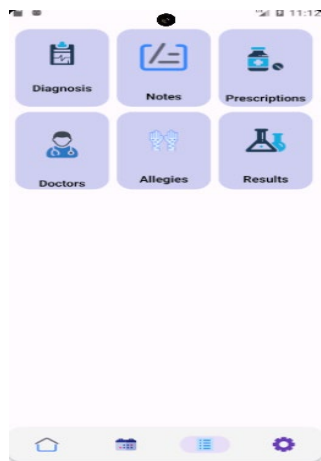 11:12
Diagnosis
Notes
Prescriptions
Doctors
Allegies
Results